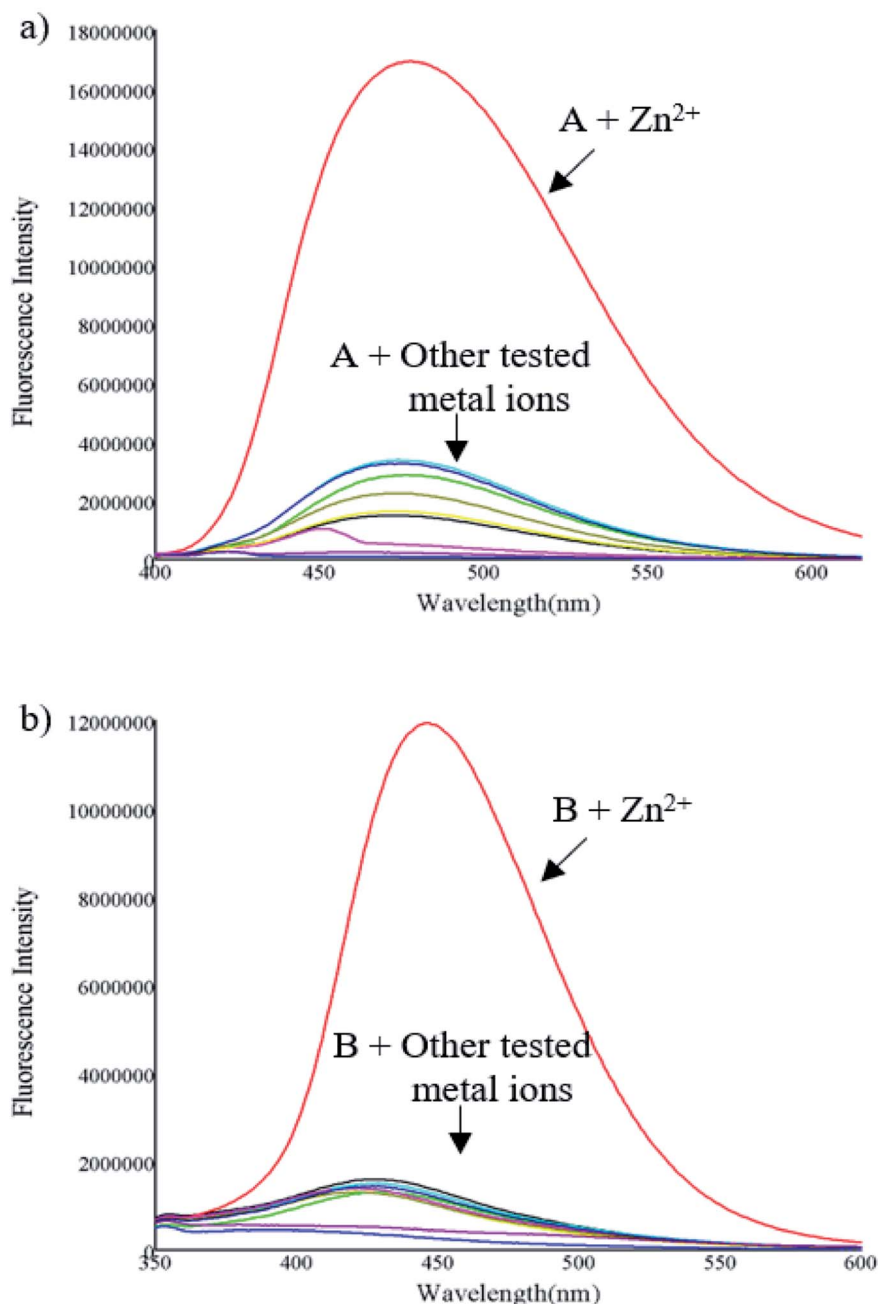 a)
18000000
16000000
14000000
12000000
10000000
8000000
6000000
4000000
2000000
0
Fluorescence Intensity
A + Zn²⁺
A + Other tested
metal ions
400 450 500 550 600
Wavelength(nm)
b)
12000000
10000000
8000000
6000000
4000000
2000000
0
Fluorescence Intensity
B + Zn²⁺
B + Other tested
metal ions
350 400 450 500 550 600
Wavelength(nm)